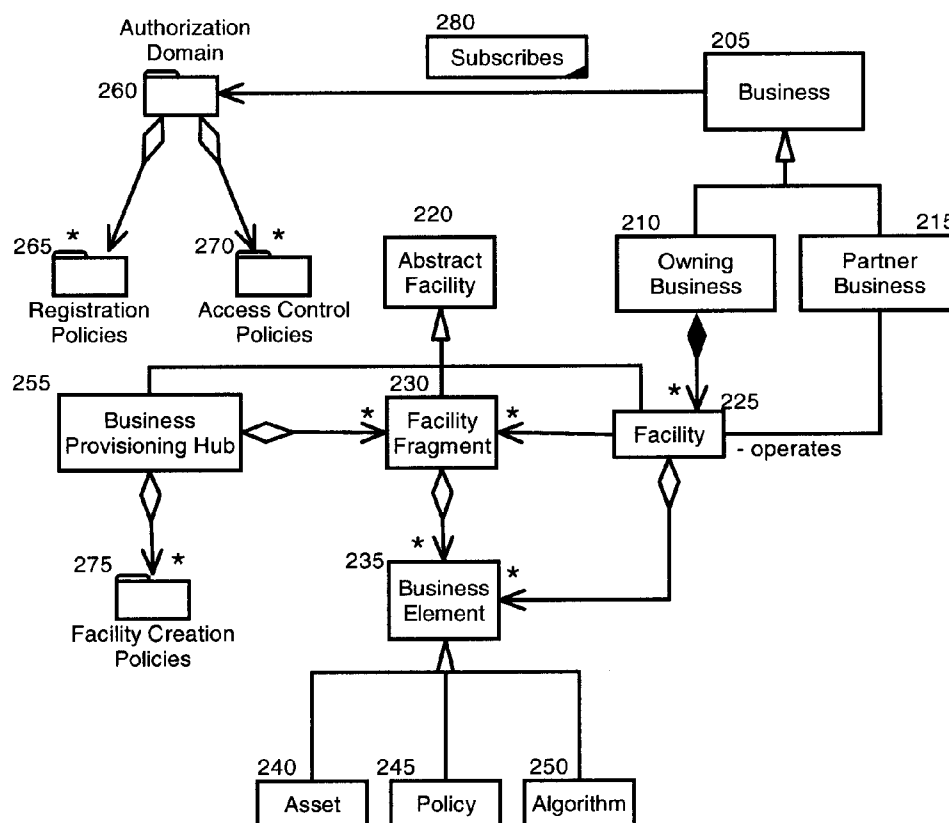 Authorization
Domain
260
280
Subscribes
205
Business
265
*
Registration
Policies
270
*
Access Control
Policies
220
Abstract
Facility
210
Owning
Business
215
Partner
Business
255
Business
Provisioning Hub
*
230
Facility
Fragment
*
*
225
Facility
- operates
275
*
Facility Creation
Policies
235
*
Business
Element
*
240
Asset
245
Policy
250
Algorithm